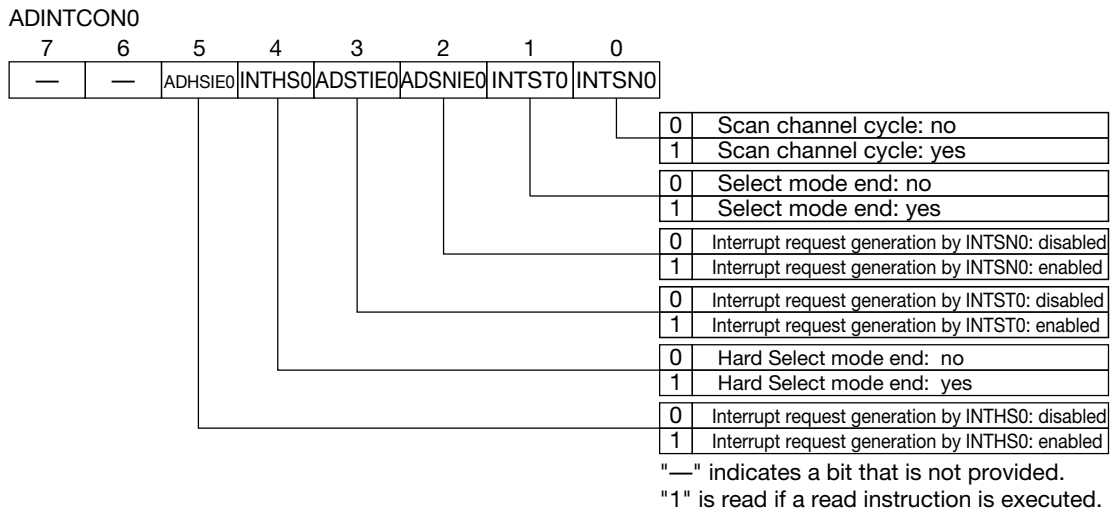 ADINTCON0
7 6 5 4 3 2 1 0
— — ADHSIE0 INTHS0 ADSTIE0 ADSNIE0 INTST0 INTSN0
0 Scan channel cycle: no
1 Scan channel cycle: yes
0 Select mode end: no
1 Select mode end: yes
0 Interrupt request generation by INTSN0: disabled
1 Interrupt request generation by INTSN0: enabled
0 Interrupt request generation by INTST0: disabled
1 Interrupt request generation by INTST0: enabled
0 Hard Select mode end: no
1 Hard Select mode end: yes
0 Interrupt request generation by INTHS0: disabled
1 Interrupt request generation by INTHS0: enabled
"—" indicates a bit that is not provided.
"1" is read if a read instruction is executed.